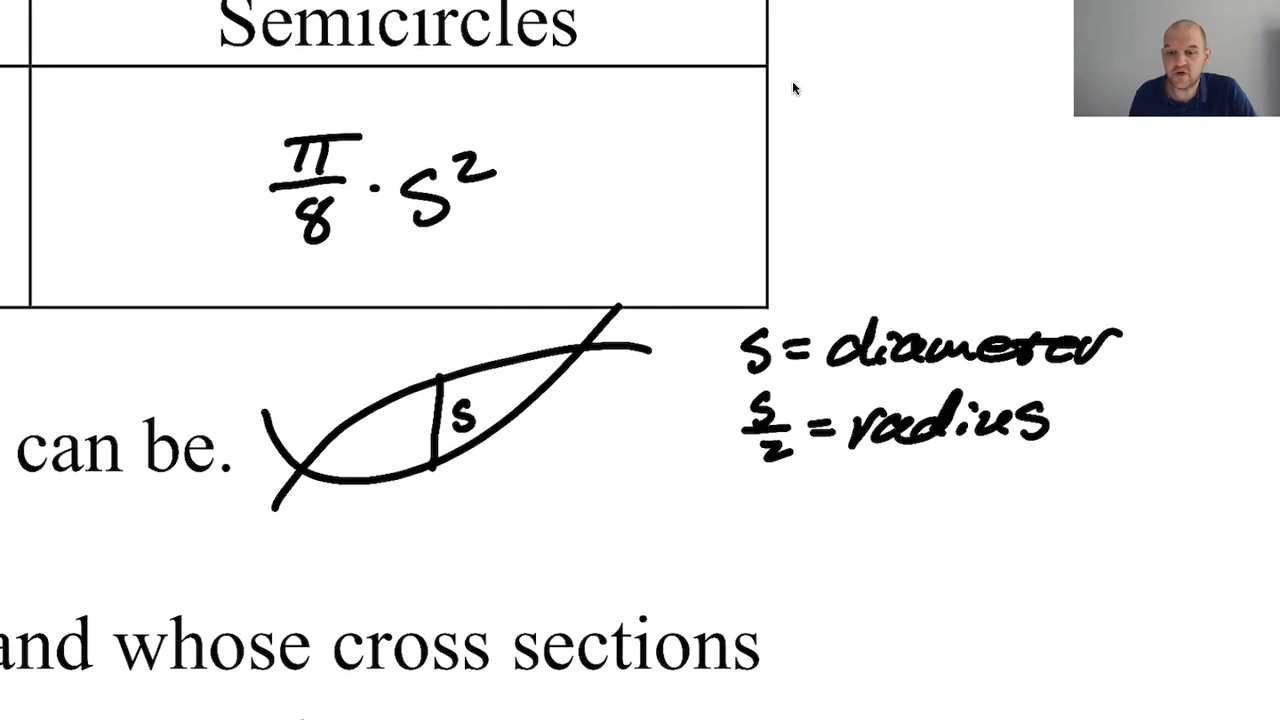 Semicircles
π/8 · s²
s = diameter
s
s/2 = radius
can be.
and whose cross sections